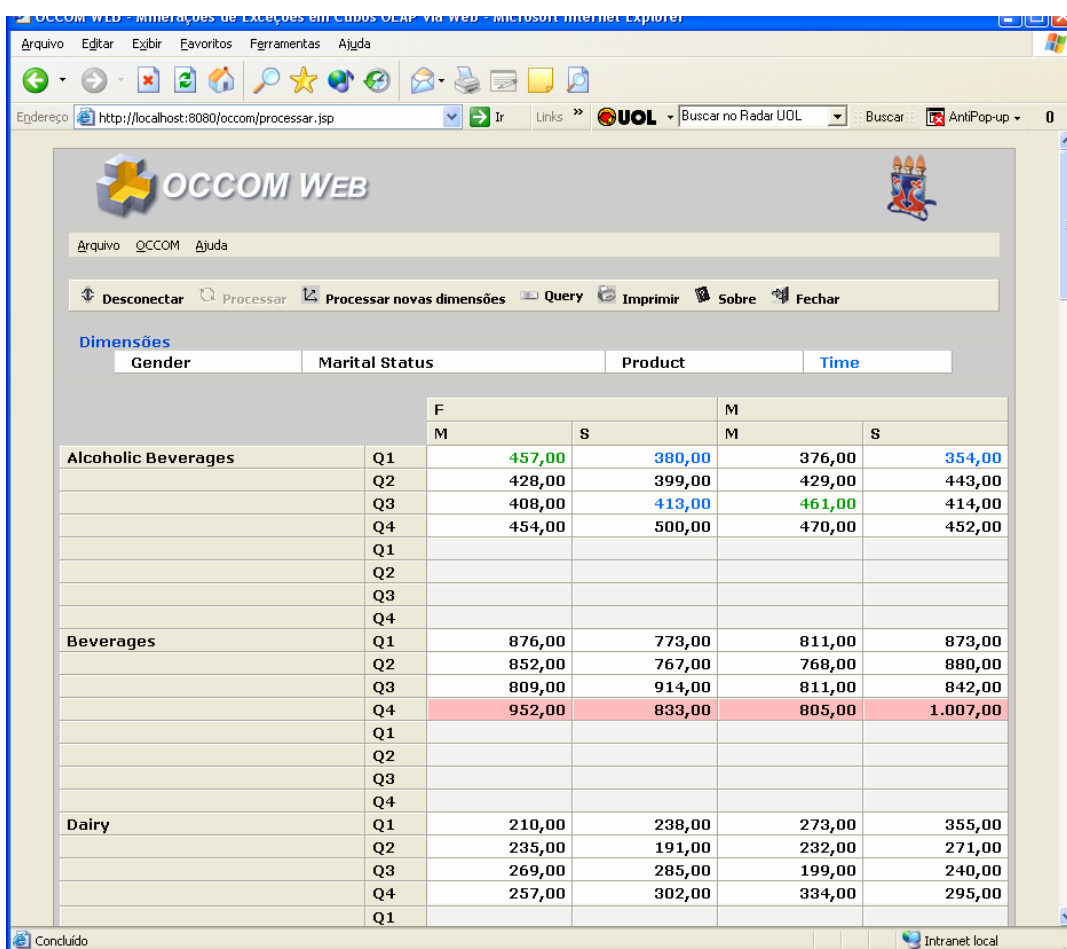 OCCOM WEB - Minerações de Exceções em Cubos OLAP via Web - Microsoft Internet Explorer
Arquivo Editar Exibir Favoritos Ferramentas Ajuda
Endereço http://localhost:8080/occom/processar.jsp Ir Links » UOL Buscar no Radar UOL Buscar AntiPop-up 0
OCCOM WEB
Arquivo OCCOM Ajuda
Desconectar Processar Processar novas dimensões Query Imprimir Sobre Fechar
Dimensões
Gender Marital Status Product Time
F M
M S M S
Alcoholic Beverages Q1 457,00 380,00 376,00 354,00
Q2 428,00 399,00 429,00 443,00
Q3 408,00 413,00 461,00 414,00
Q4 454,00 500,00 470,00 452,00
Q1
Q2
Q3
Q4
Beverages Q1 876,00 773,00 811,00 873,00
Q2 852,00 767,00 768,00 880,00
Q3 809,00 914,00 811,00 842,00
Q4 952,00 833,00 805,00 1.007,00
Q1
Q2
Q3
Q4
Dairy Q1 210,00 238,00 273,00 355,00
Q2 235,00 191,00 232,00 271,00
Q3 269,00 285,00 199,00 240,00
Q4 257,00 302,00 334,00 295,00
Q1
Concluído Intranet local